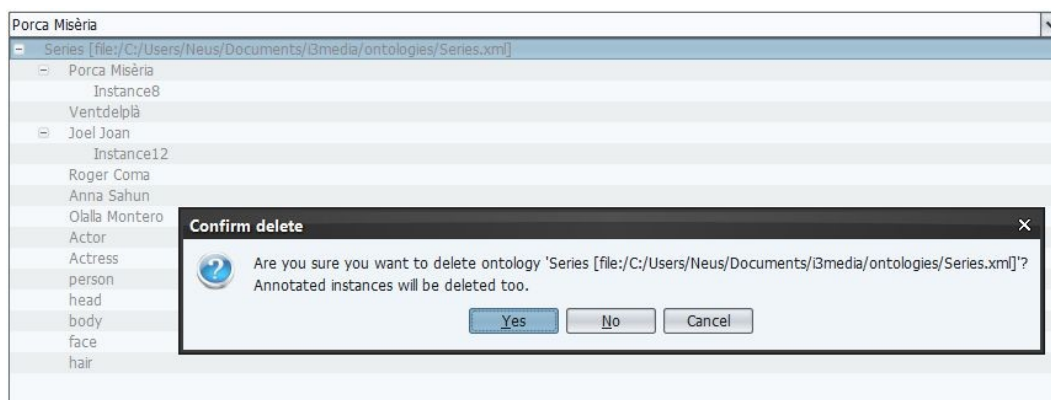 Porca Misèria
Series [file:/C:/Users/Neus/Documents/i3media/ontologies/Series.xml]
Porca Misèria
Instance8
Ventdelplà
Joel Joan
Instance12
Roger Coma
Anna Sahun
Olalla Montero
Actor
Actress
person
head
body
face
hair
Confirm delete
Are you sure you want to delete ontology 'Series [file:/C:/Users/Neus/Documents/i3media/ontologies/Series.xml]'?
Annotated instances will be deleted too.
Yes No Cancel